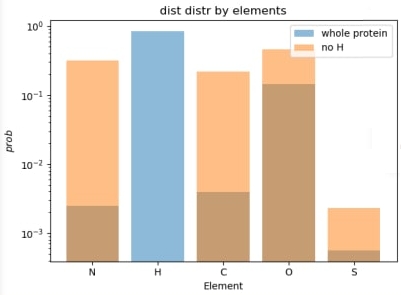 dist distr by elements
whole protein
no H
10⁰
10⁻¹
10⁻²
10⁻³
prob
N H C O S
Element